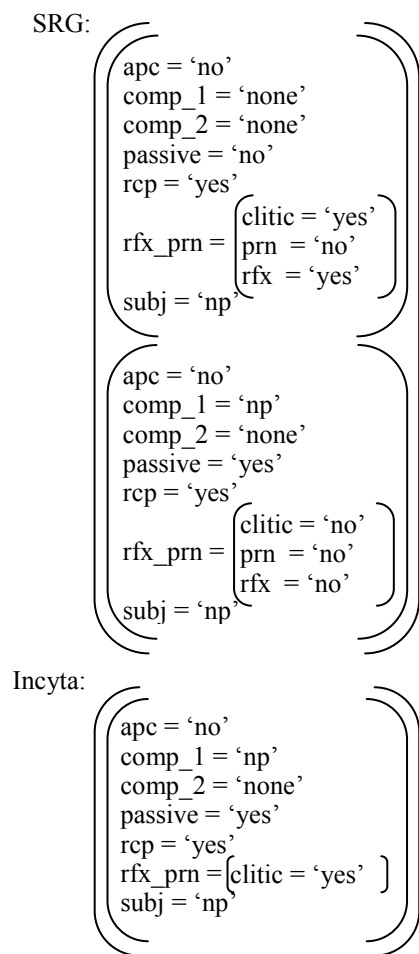 SRG:
apc = ‘no’
comp_1 = ‘none’
comp_2 = ‘none’
passive = ‘no’
rcp = ‘yes’
clitic = ‘yes’
rfx_prn = prn = ‘no’
rfx = ‘yes’
subj = ‘np’
apc = ‘no’
comp_1 = ‘np’
comp_2 = ‘none’
passive = ‘yes’
rcp = ‘yes’
clitic = ‘no’
rfx_prn = prn = ‘no’
rfx = ‘no’
subj = ‘np’
Incyta:
apc = ‘no’
comp_1 = ‘np’
comp_2 = ‘none’
passive = ‘yes’
rcp = ‘yes’
rfx_prn = clitic = ‘yes’
subj = ‘np’